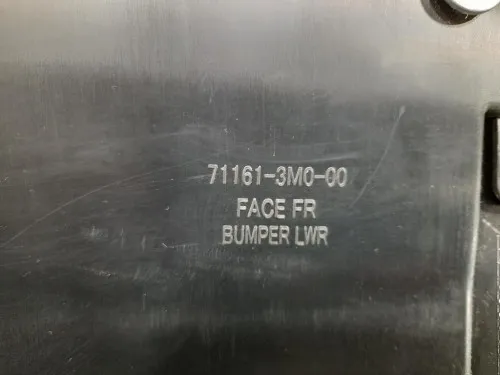 71161-3M0-00
FACE FR
BUMPER LWR